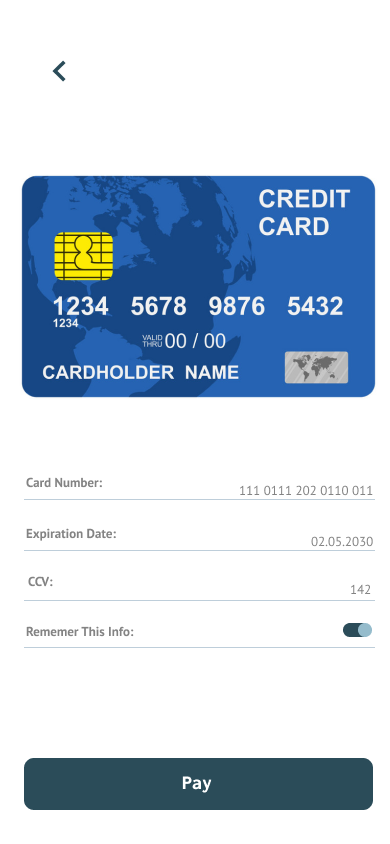 CREDIT
CARD
1234 5678 9876 5432
1234
VALID
THRU 00 / 00
CARDHOLDER NAME
Card Number:
111 0111 202 0110 011
Expiration Date:
02.05.2030
CCV:
142
Rememer This Info:
Pay